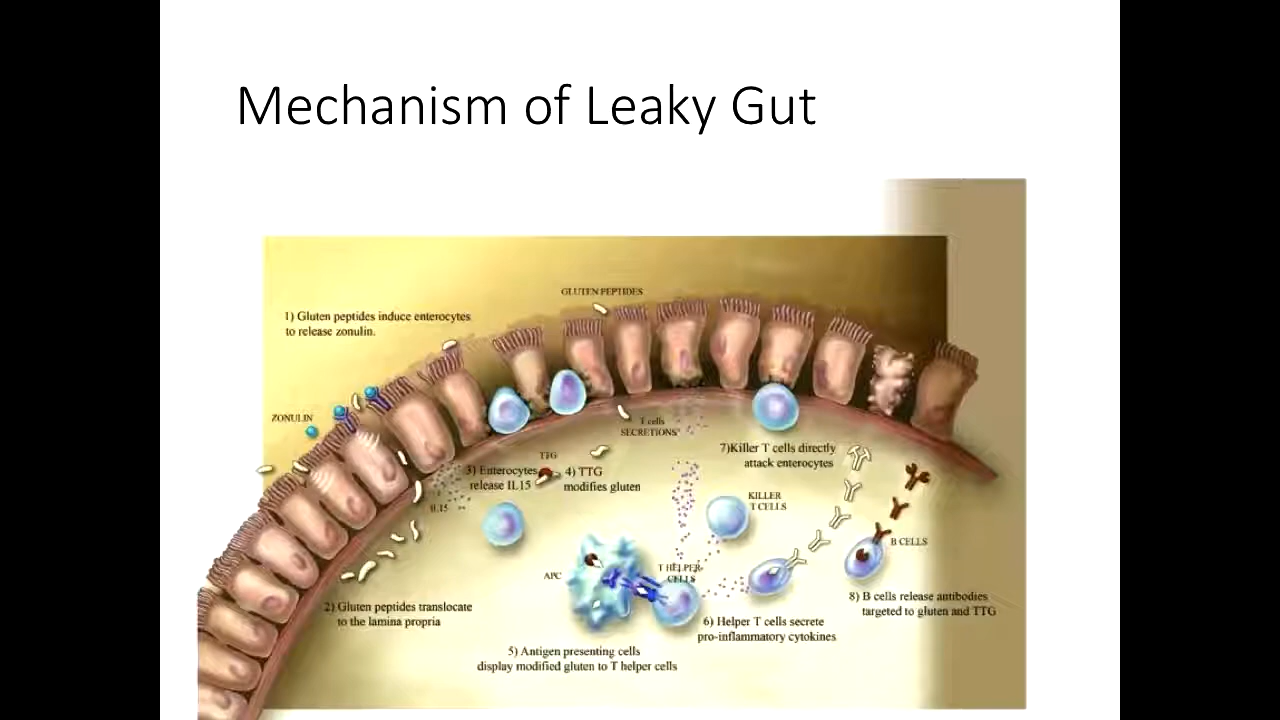 Mechanism of Leaky Gut
GLUTEN PEPTIDES
1) Gluten peptides induce enterocytes
to release zonulin.
ZONULIN
T cells
SECRETIONS
TTG
3) Enterocytes
release IL15
4) TTG
modifies gluten
IL15
7)Killer T cells directly
attack enterocytes
KILLER
T CELLS
B CELLS
APC
T HELPER
CELLS
2) Gluten peptides translocate
to the lamina propria
8) B cells release antibodies
targeted to gluten and TTG
6) Helper T cells secrete
pro-inflammatory cytokines
5) Antigen presenting cells
display modified gluten to T helper cells